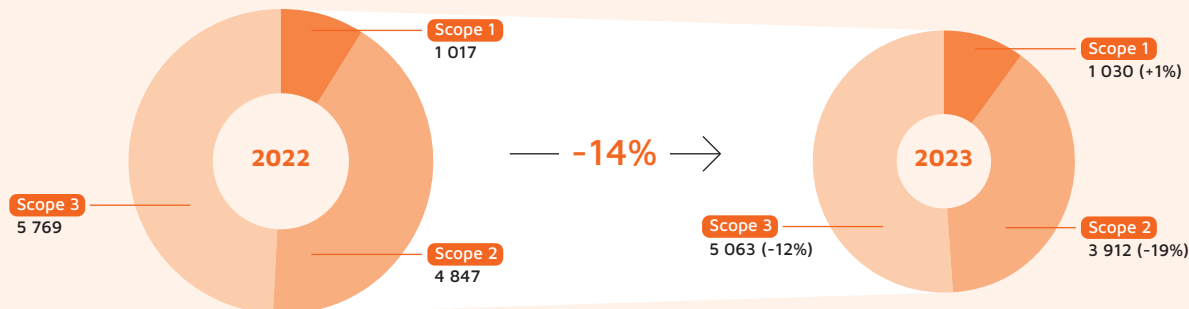 Scope 1
1 017
2022
Scope 3
5 769
Scope 2
4 847
-14%
Scope 1
1 030 (+1%)
2023
Scope 3
5 063 (-12%)
Scope 2
3 912 (-19%)